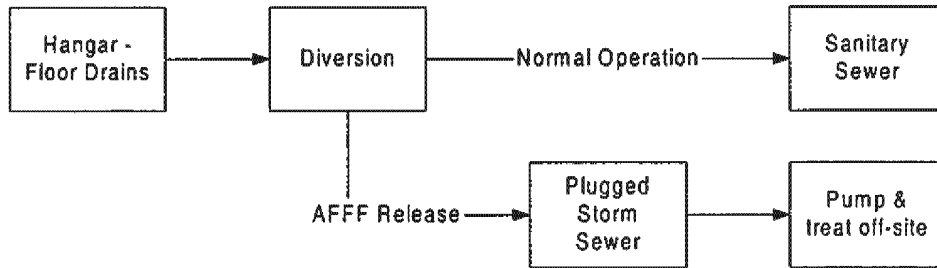 Hangar -
Floor Drains
Diversion
Normal Operation
Sanitary
Sewer
AFFF Release
Plugged
Storm
Sewer
Pump &
treat off-site